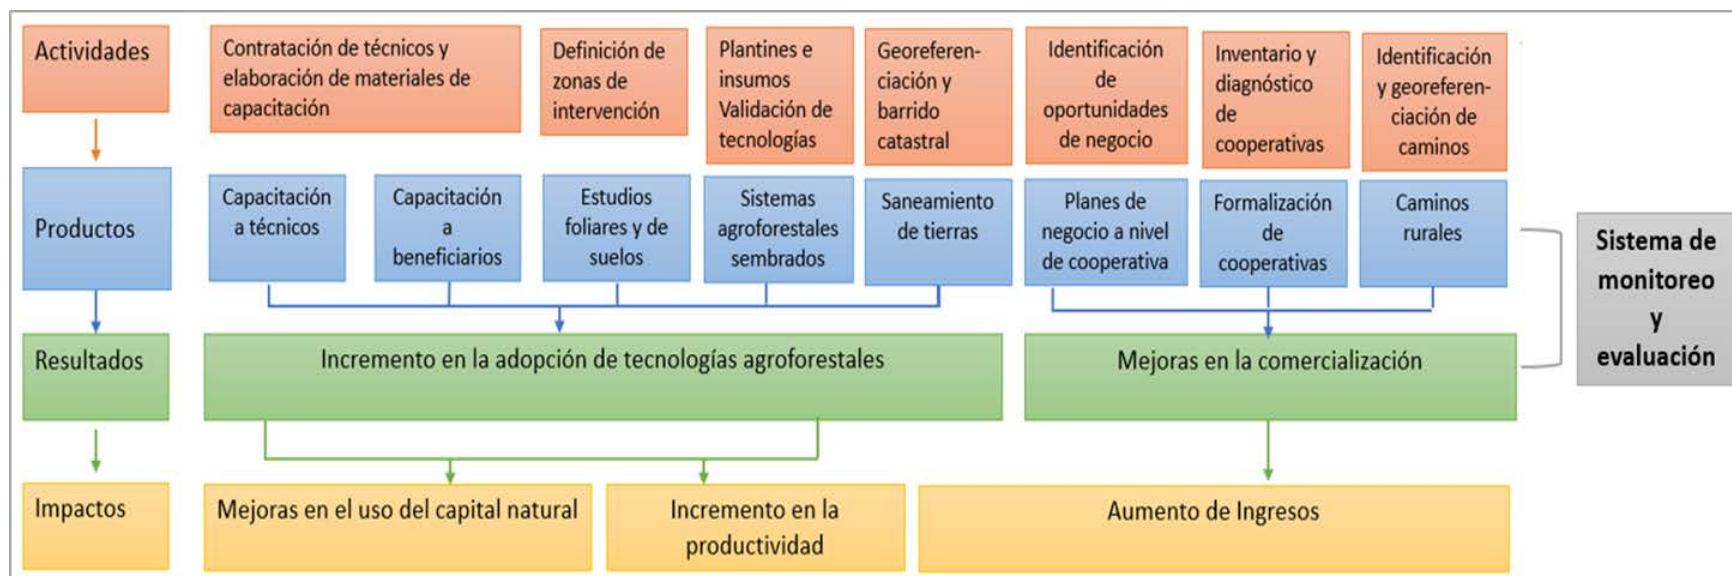 Actividades
Contratación de técnicos y
elaboración de materiales de
capacitación
Definición de
zonas de
intervención
Plantines e
insumos
Validación de
tecnologías
Georeferen-
ciación y
barrido
catastral
Identificación
de
oportunidades
de negocio
Inventario y
diagnóstico
de
cooperativas
Identificación
y georeferen-
ciación de
caminos
Productos
Capacitación
a técnicos
Capacitación
a
beneficiarios
Estudios
foliares y de
suelos
Sistemas
agroforestales
sembrados
Saneamiento
de tierras
Planes de
negocio a nivel
de cooperativa
Formalización
de
cooperativas
Caminos
rurales
Sistema de
monitoreo
y
evaluación
Resultados
Incremento en la adopción de tecnologías agroforestales
Mejoras en la comercialización
Impactos
Mejoras en el uso del capital natural
Incremento en la
productividad
Aumento de Ingresos